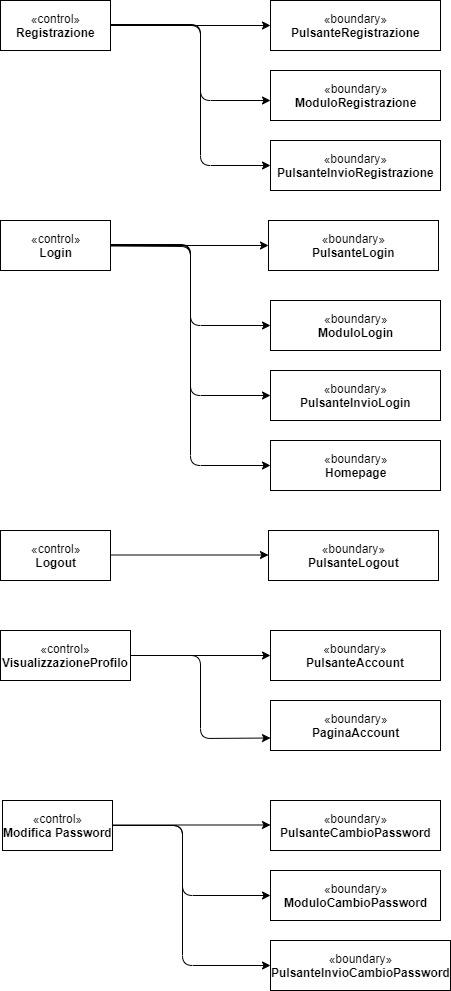 «control»
Registrazione
«boundary»
PulsanteRegistrazione
«boundary»
ModuloRegistrazione
«boundary»
PulsanteInvioRegistrazione
«control»
Login
«boundary»
PulsanteLogin
«boundary»
ModuloLogin
«boundary»
PulsanteInvioLogin
«boundary»
Homepage
«control»
Logout
«boundary»
PulsanteLogout
«control»
VisualizzazioneProfilo
«boundary»
PulsanteAccount
«boundary»
PaginaAccount
«control»
Modifica Password
«boundary»
PulsanteCambioPassword
«boundary»
ModuloCambioPassword
«boundary»
PulsanteInvioCambioPassword